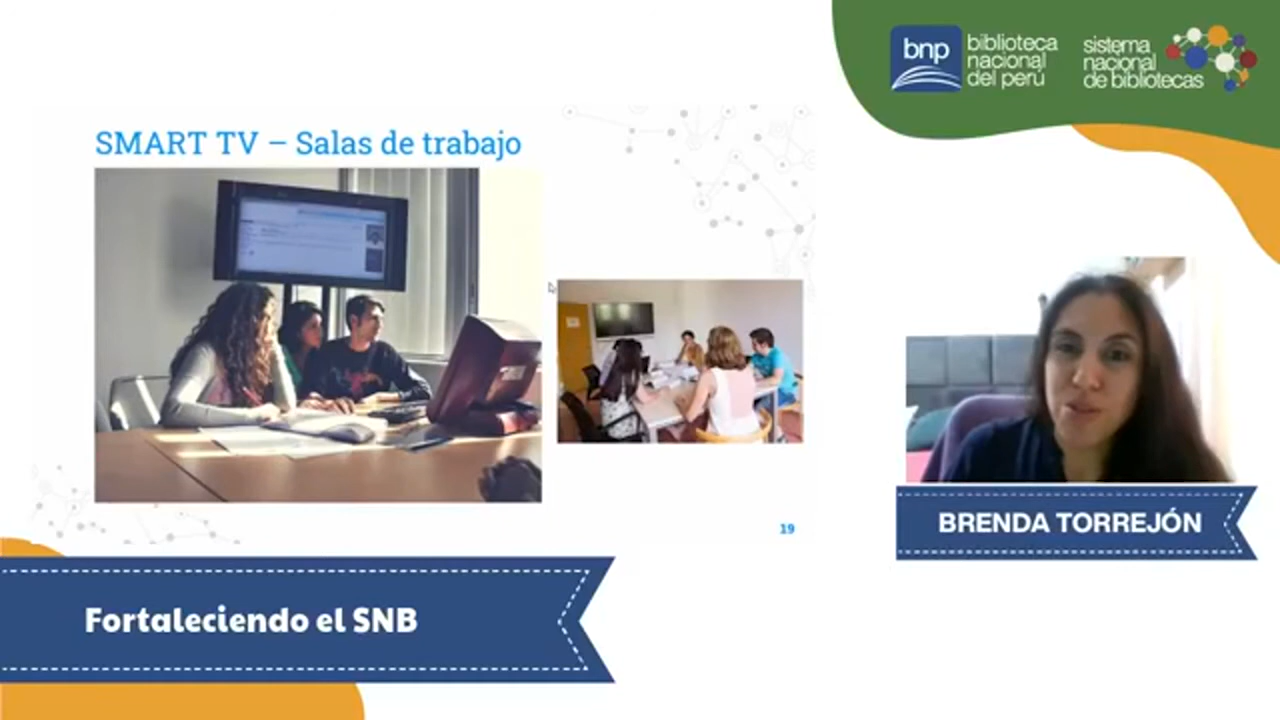 bnp
biblioteca
nacional
del perú
sistema
nacional
de bibliotecas
SMART TV – Salas de trabajo
19
BRENDA TORREJÓN
Fortaleciendo el SNB